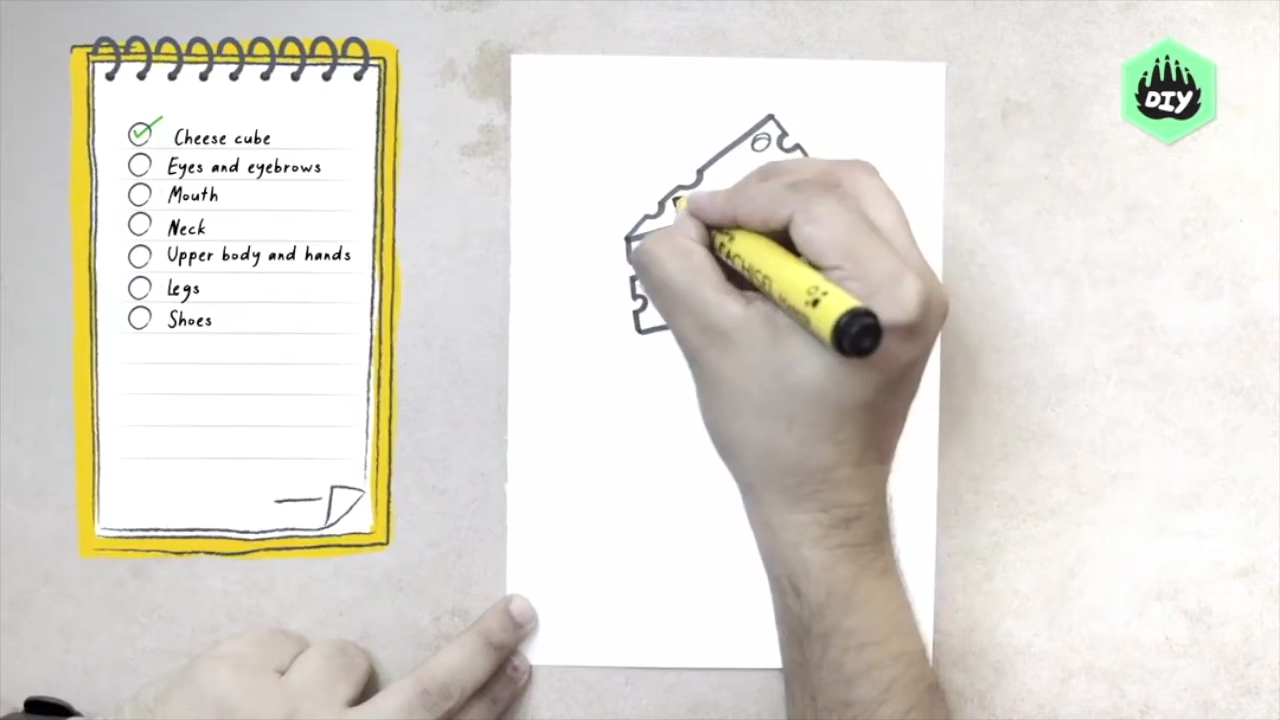 Cheese cube
Eyes and eyebrows
Mouth
Neck
Upper body and hands
Legs
Shoes
DIY